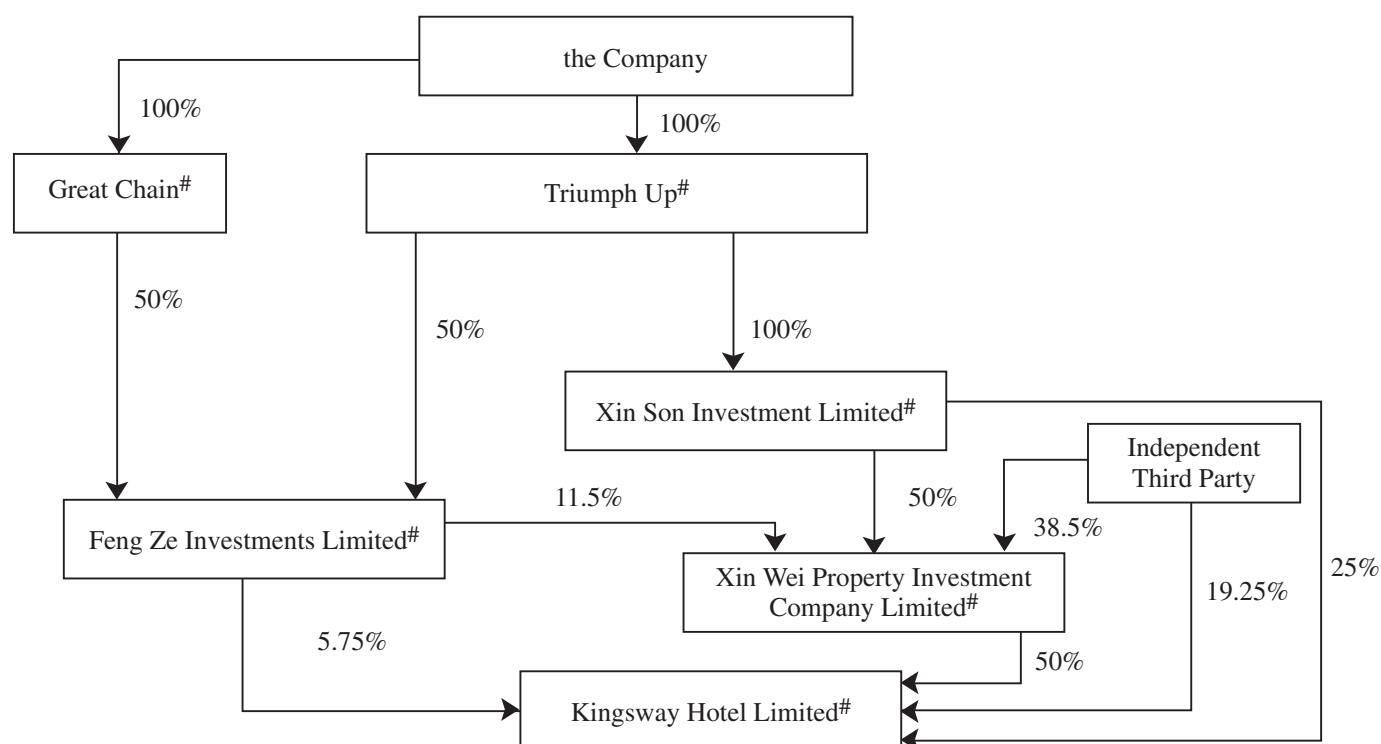 the Company
100%
100%
Great Chain#
Triumph Up#
50%
50%
100%
Xin Son Investment Limited#
Independent
Third Party
11.5%
50%
38.5%
Feng Ze Investments Limited#
Xin Wei Property Investment
Company Limited#
25%
19.25%
5.75%
50%
Kingsway Hotel Limited#